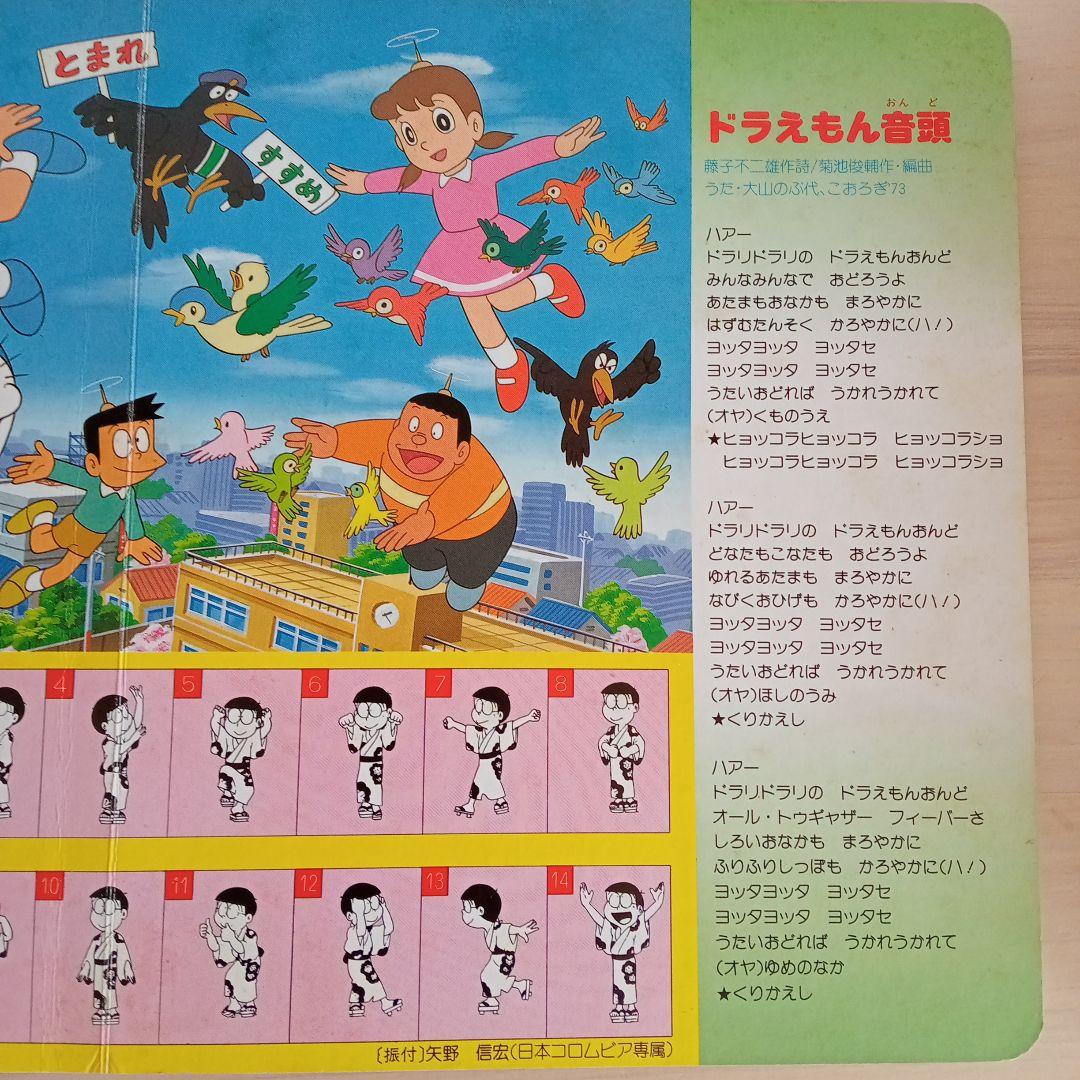 とまれ
すすめ
おんど
ドラえもん音頭
藤子不二雄作詩/菊池俊輔作・編曲
うた・大山のぶ代、こおろぎ'73
ハアー
ドラリドラリの ドラえもんおんど
みんなみんなで おどろうよ
あたまもおなかも まろやかに
はずむたんそく かろやかに(ハ!)
ヨッタヨッタ ヨッタセ
ヨッタヨッタ ヨッタセ
うたいおどれば うかれうかれて
(オヤ)くものうえ
★ヒョッコラヒョッコラ ヒョッコラショ
ヒョッコラヒョッコラ ヒョッコラショ
ハアー
ドラリドラリの ドラえもんおんど
どなたもこなたも おどろうよ
ゆれるあたまも まろやかに
なびくおひげも かろやかに(ハ!)
ヨッタヨッタ ヨッタセ
ヨッタヨッタ ヨッタセ
うたいおどれば うかれうかれて
(オヤ)ほしのうみ
★くりかえし
ハアー
ドラリドラリの ドラえもんおんど
オール・トゥギャザー フィーバーさ
しろいおなかも まろやかに
ふりふりしっぽも かろやかに(ハ!)
ヨッタヨッタ ヨッタセ
ヨッタヨッタ ヨッタセ
うたいおどれば うかれうかれて
(オヤ)ゆめのなか
★くりかえし
4 5 6 7 8
10 11 12 13 14
〔振付〕矢野 信宏(日本コロムビア専属)